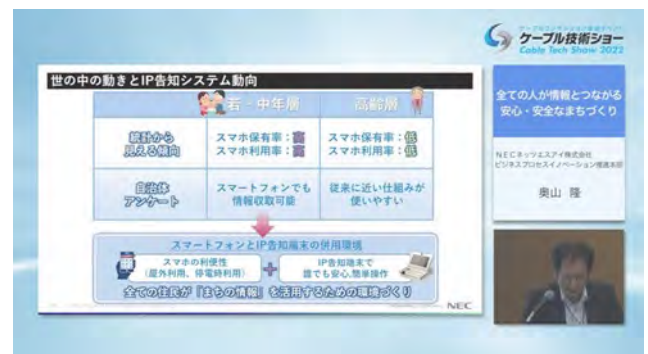 ケーブル技術ショー
Cable Tech Show 2022
世の中の動きとIP告知システム動向
若・中年層
高齢層
統計から
見える傾向
スマホ保有率:高
スマホ利用率:高
スマホ保有率:低
スマホ利用率:低
自治体
アンケート
スマートフォンでも
情報収取可能
従来に近い仕組みが
使いやすい
スマートフォンとIP告知端末の併用環境
スマホの利便性
(屋外利用、停電時利用)
+
IP告知端末で
誰でも安心、簡単操作
全ての住民が『まちの情報』を活用するための環境づくり
NEC
全ての人が情報とつながる
安心・安全なまちづくり
NECネッツエスアイ株式会社
ビジネスプロセスイノベーション推進本部
奥山 隆